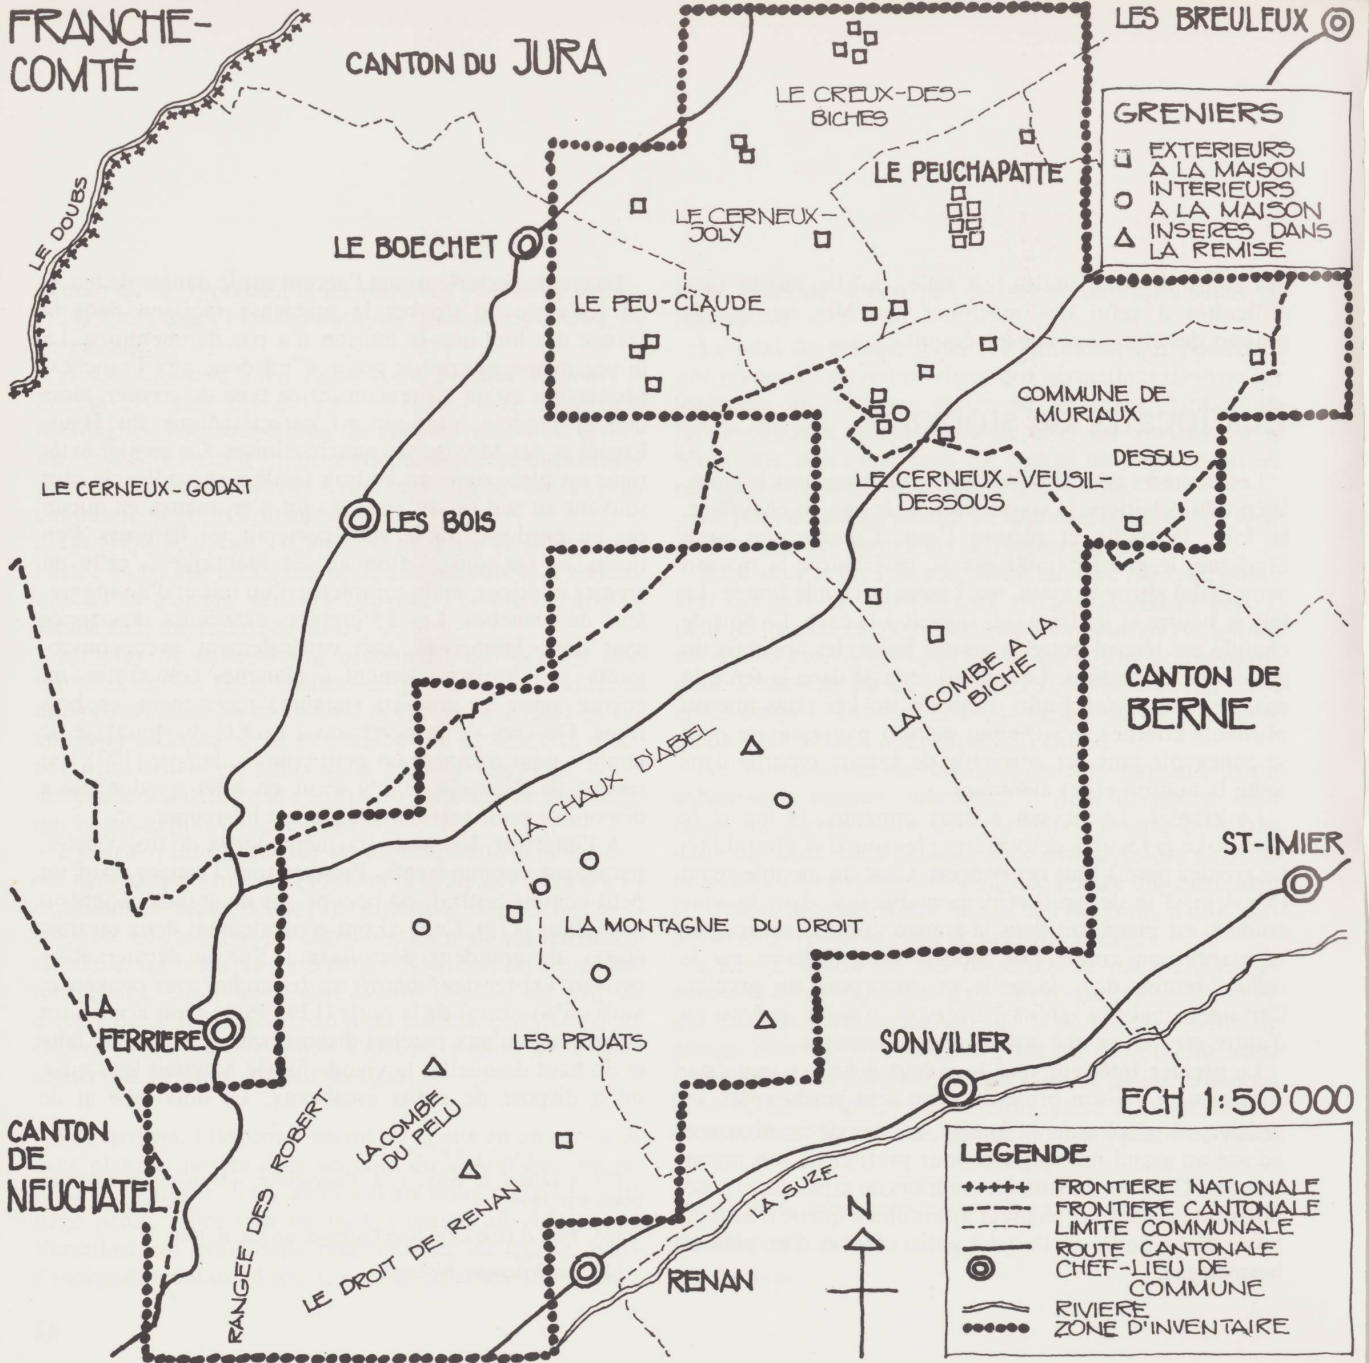 FRANCHE-
COMTÉ
CANTON DU JURA
LES BREULEUX
LE CREUX-DES-
BICHES
GRENIERS
EXTERIEURS
A LA MAISON
INTERIEURS
A LA MAISON
INSERES DANS
LA REMISE
LE DOUBS
LE PEUCHAPATTE
LE CERNEUX-
JOLY
LE BOECHET
LE PEU-CLAUDE
COMMUNE DE
MURIAUX
DESSUS
LE CERNEUX-VEUSIL-
DESSOUS
LE CERNEUX-GODAT
LES BOIS
LA COMBE A LA
BICHE
CANTON DE
BERNE
LA CHAUX D'ABEL
ST-IMIER
LA MONTAGNE DU DROIT
LA
FERRIERE
LES PRUATS
SONVILIER
ECH 1:50'000
CANTON
DE
NEUCHATEL
RANGEE DES ROBERT
LA COMBE
DU PELU
LE DROIT DE RENAN
LA SUZE
RENAN
N
LEGENDE
FRONTIERE NATIONALE
FRONTIERE CANTONALE
LIMITE COMMUNALE
ROUTE CANTONALE
CHEF-LIEU DE
COMMUNE
RIVIERE
ZONE D'INVENTAIRE